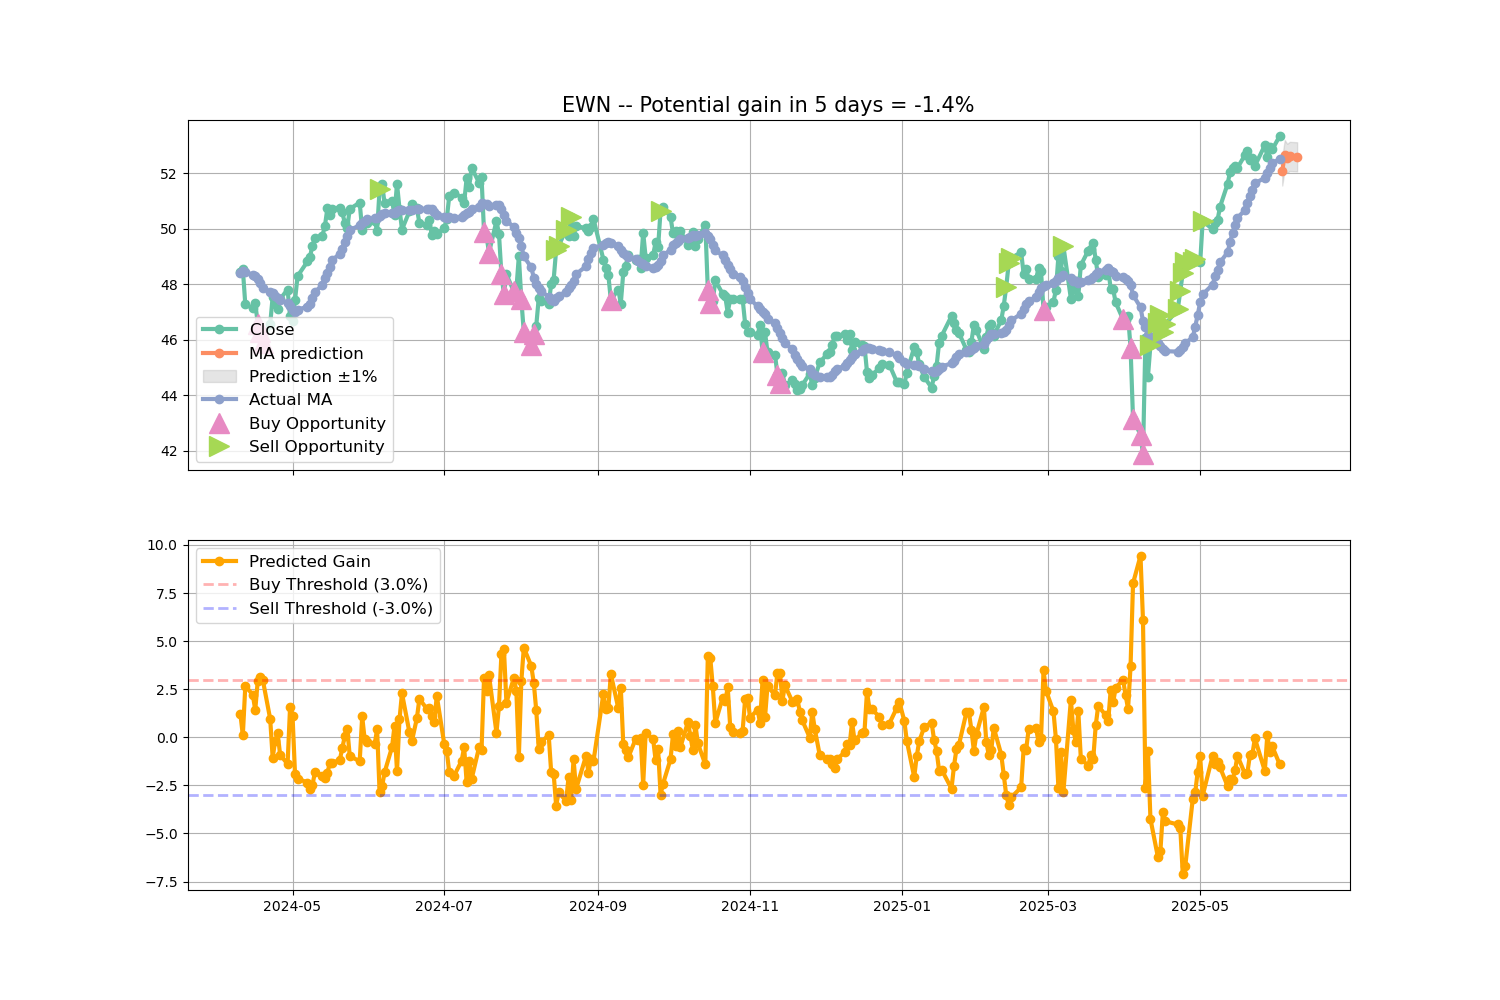 EWN -- Potential gain in 5 days = -1.4%
52
50
48
46
44
42
Close
MA prediction
Prediction ±1%
Actual MA
Buy Opportunity
Sell Opportunity
10.0
7.5
5.0
2.5
0.0
−2.5
−5.0
−7.5
Predicted Gain
Buy Threshold (3.0%)
Sell Threshold (-3.0%)
2024-05 2024-07 2024-09 2024-11 2025-01 2025-03 2025-05